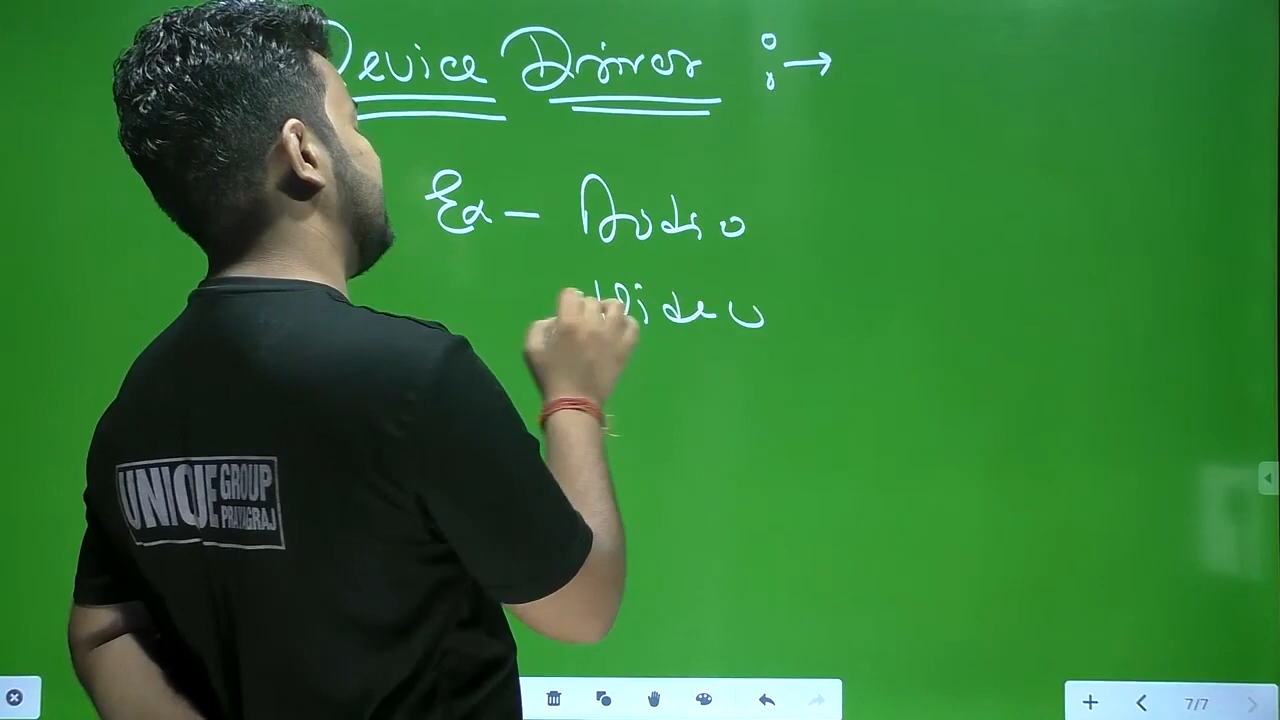 Device Driver :→
Ex - Audio
Video
UNIQUE GROUP
PRAYAGRAJ
7/7